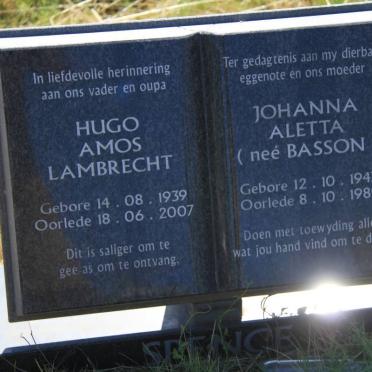 In liefdevolle herinnering
aan ons vader en oupa
HUGO
AMOS
LAMBRECHT
Gebore 14 . 08 . 1939
Oorlede 18 . 06 . 2007
Dit is saliger om te
gee as om te ontvang.
Ter gedagtenis aan my dierba
eggenote en ons moeder
JOHANNA
ALETTA
( neé BASSON
Gebore 12 . 10 . 194
Oorlede 8 . 10 . 198
Doen met toewyding alle
wat jou hand vind om te d